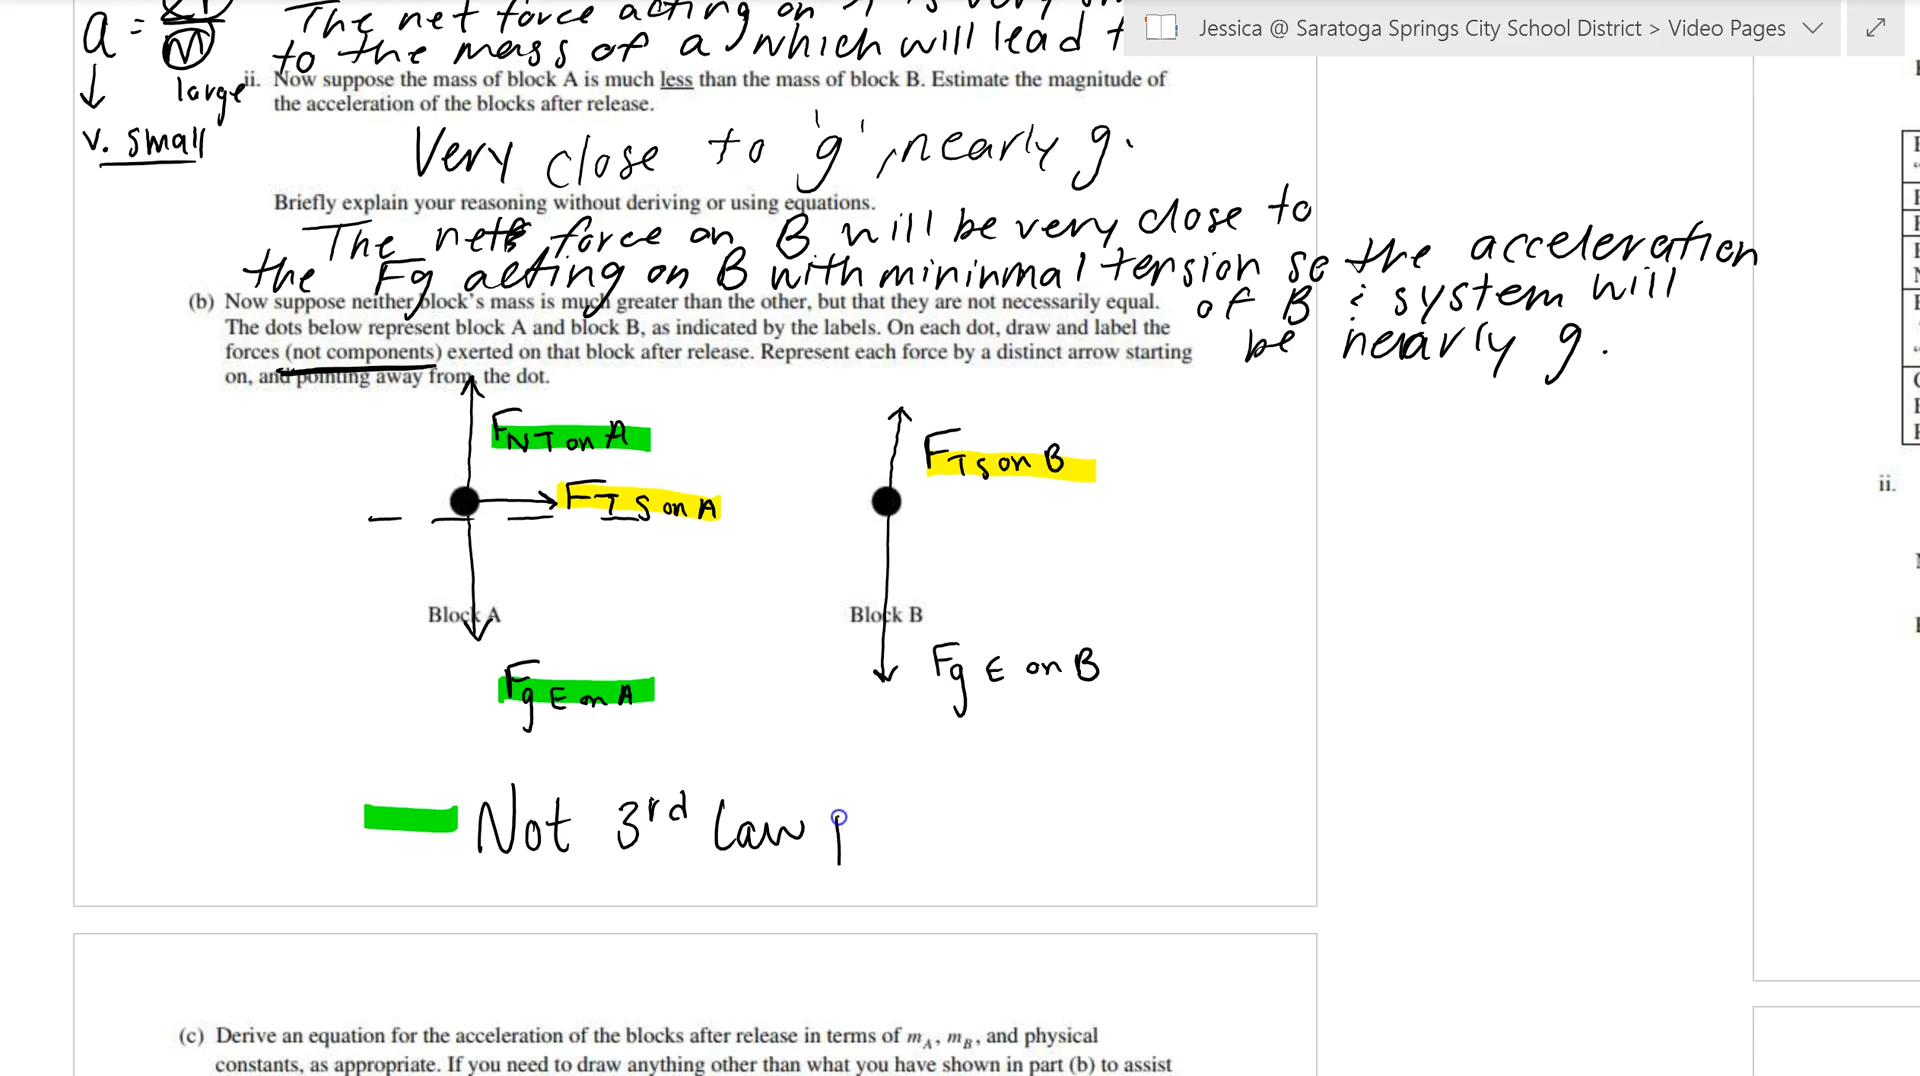 a =
The net force acting on
to the mass of a, which will lead
Jessica @ Saratoga Springs City School District > Video Pages
m
large
v. small
ii. Now suppose the mass of block A is much less than the mass of block B. Estimate the magnitude of
the acceleration of the blocks after release.
Very close to 'g', nearly g.
Briefly explain your reasoning without deriving or using equations.
The net force on B will be very close to
the Fg acting on B with mininmal tension so the acceleration
of B & system will
be nearly g.
(b) Now suppose neither block's mass is much greater than the other, but that they are not necessarily equal.
The dots below represent block A and block B, as indicated by the labels. On each dot, draw and label the
forces (not components) exerted on that block after release. Represent each force by a distinct arrow starting
on, and pointing away from, the dot.
FNT on A
FTS on B
FTS on A
Block A
Block B
Fg E on A
Fg E on B
Not 3rd Law
ii.
(c) Derive an equation for the acceleration of the blocks after release in terms of mA, mB, and physical
constants, as appropriate. If you need to draw anything other than what you have shown in part (b) to assist